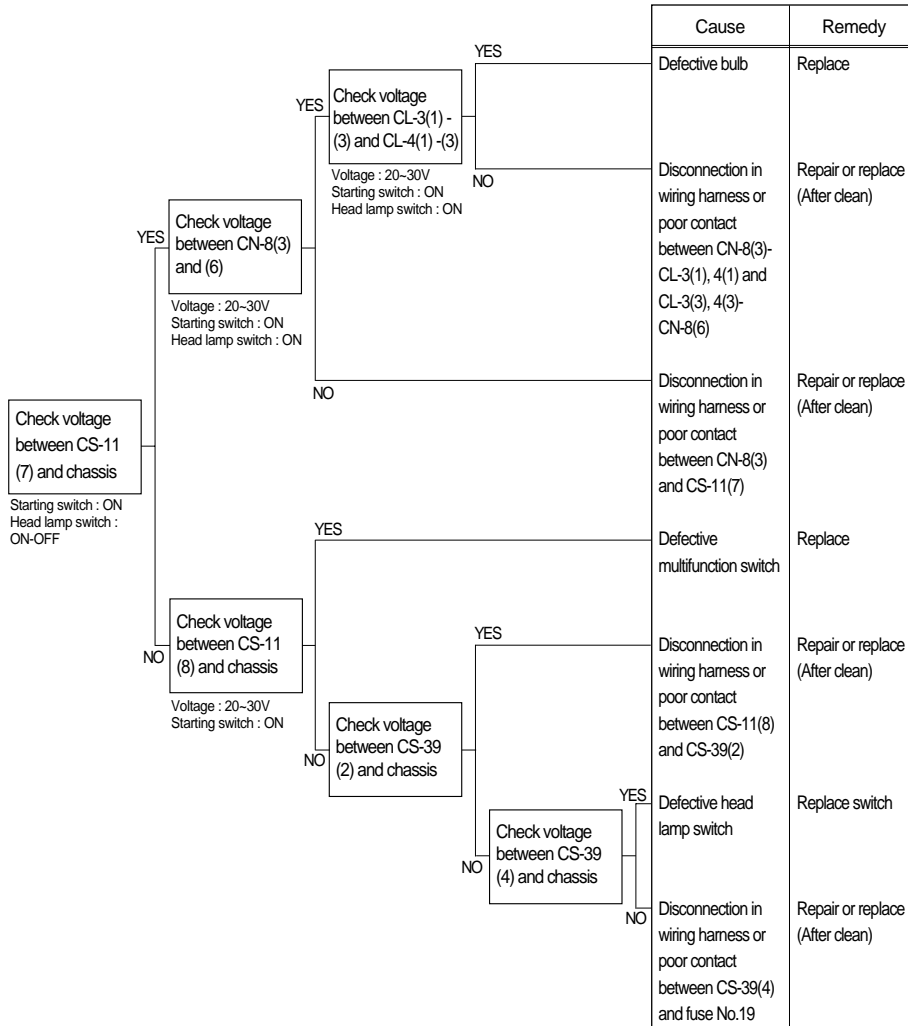 Cause
Remedy
YES
Defective bulb
Replace
YES
Check voltage
between CL-3(1) -
(3) and CL-4(1) -(3)
Voltage : 20~30V
Starting switch : ON
Head lamp switch : ON
NO
Disconnection in
wiring harness or
poor contact
between CN-8(3)-
CL-3(1), 4(1) and
CL-3(3), 4(3)-
CN-8(6)
Repair or replace
(After clean)
YES
Check voltage
between CN-8(3)
and (6)
Voltage : 20~30V
Starting switch : ON
Head lamp switch : ON
NO
Disconnection in
wiring harness or
poor contact
between CN-8(3)
and CS-11(7)
Repair or replace
(After clean)
Check voltage
between CS-11
(7) and chassis
Starting switch : ON
Head lamp switch :
ON-OFF
YES
Defective
multifunction switch
Replace
NO
Check voltage
between CS-11
(8) and chassis
Voltage : 20~30V
Starting switch : ON
YES
Disconnection in
wiring harness or
poor contact
between CS-11(8)
and CS-39(2)
Repair or replace
(After clean)
NO
Check voltage
between CS-39
(2) and chassis
YES
Defective head
lamp switch
Replace switch
NO
Check voltage
between CS-39
(4) and chassis
NO
Disconnection in
wiring harness or
poor contact
between CS-39(4)
and fuse No.19
Repair or replace
(After clean)